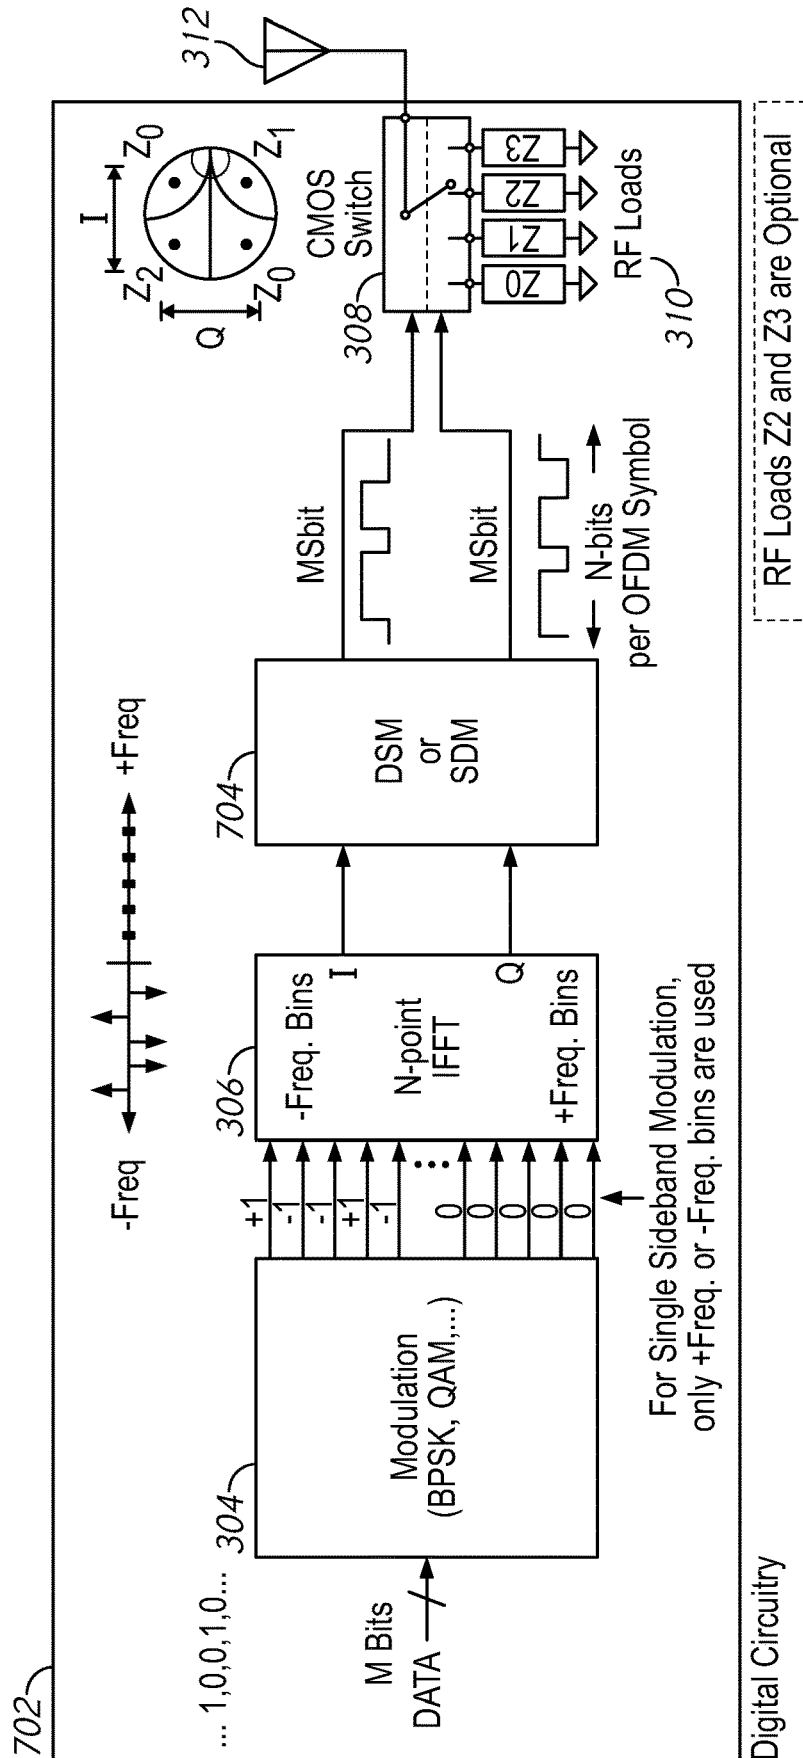 702
... 1,0,0,1,0...
304
M Bits
DATA
Modulation
(BPSK, QAM,...)
+1
-1
-1
+1
-1
...
0
0
0
0
0
For Single Sideband Modulation,
only +Freq. or -Freq. bins are used
-Freq
+Freq
306
-Freq. Bins
I
N-point
IFFT
Q
+Freq. Bins
704
DSM
or
SDM
MSbit
MSbit
N-bits
per OFDM Symbol
I
Q
Z2
Z0
Z0
Z1
CMOS
Switch
308
Z0
Z1
Z2
Z3
RF Loads
310
312
Digital Circuitry
RF Loads Z2 and Z3 are Optional